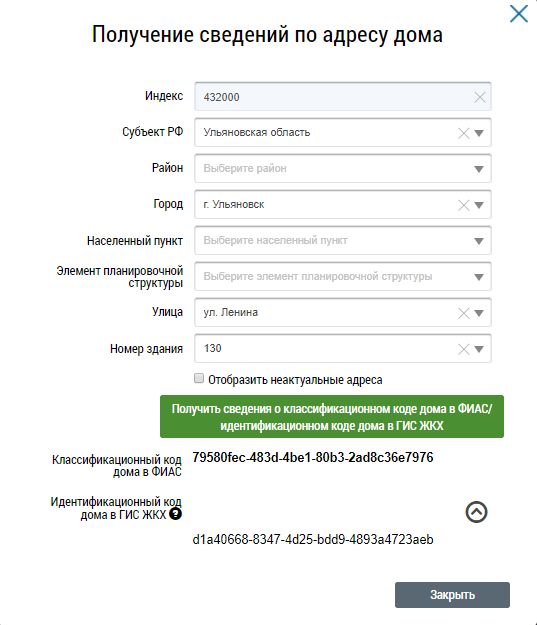 Получение сведений по адресу дома
Индекс 432000
Субъект РФ Ульяновская область
Район Выберите район
Город г. Ульяновск
Населенный пункт Выберите населенный пункт
Элемент планировочной
структуры Выберите элемент планировочной структуры
Улица ул. Ленина
Номер здания 130
Отобразить неактуальные адреса
Получить сведения о классификационном коде дома в ФИАС/
идентификационном коде дома в ГИС ЖКХ
Классификационный код
дома в ФИАС 79580fec-483d-4be1-80b3-2ad8c36e7976
Идентификационный код
дома в ГИС ЖКХ ?
d1a40668-8347-4d25-bdd9-4893a4723aeb
Закрыть